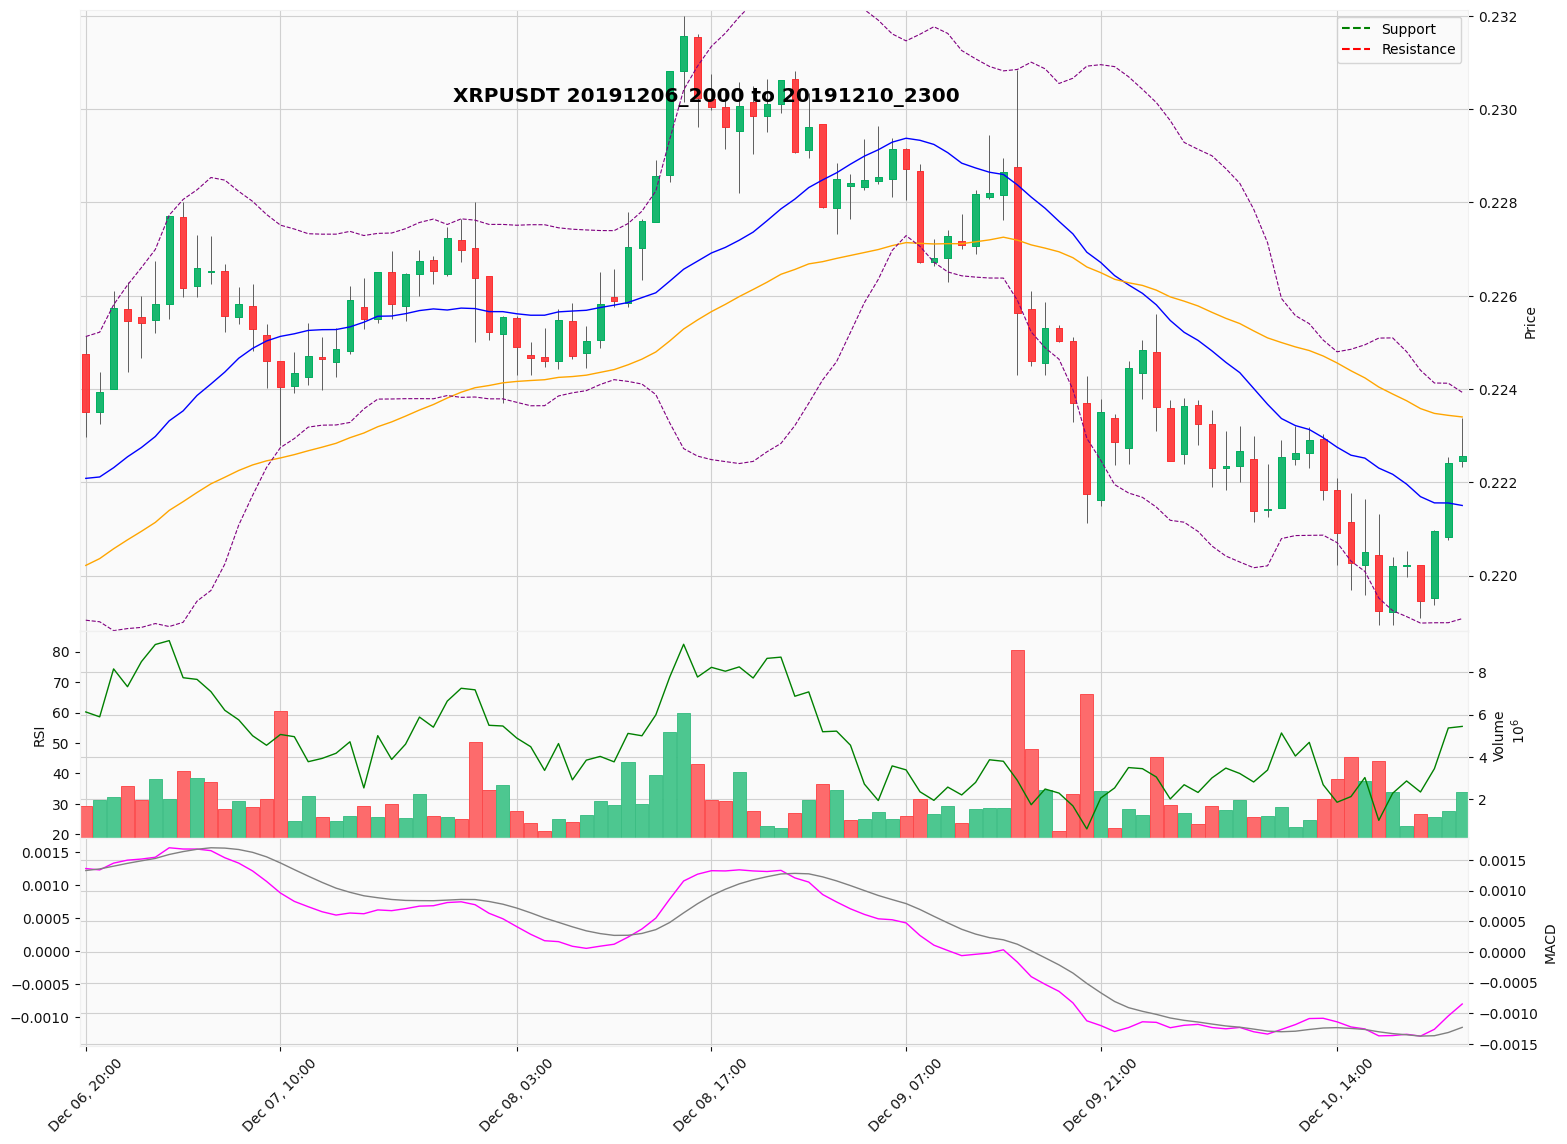 XRPUSDT 20191206_2000 to 20191210_2300
Support
Resistance
0.232
0.230
0.228
0.226
0.224
0.222
0.220
Price
80
70
60
50
40
30
20
RSI
8
6
4
2
Volume
10^6
0.0015
0.0010
0.0005
0.0000
−0.0005
−0.0010
0.0015
0.0010
0.0005
0.0000
−0.0005
−0.0010
−0.0015
MACD
Dec 06, 20:00
Dec 07, 10:00
Dec 08, 03:00
Dec 08, 17:00
Dec 09, 07:00
Dec 09, 21:00
Dec 10, 14:00